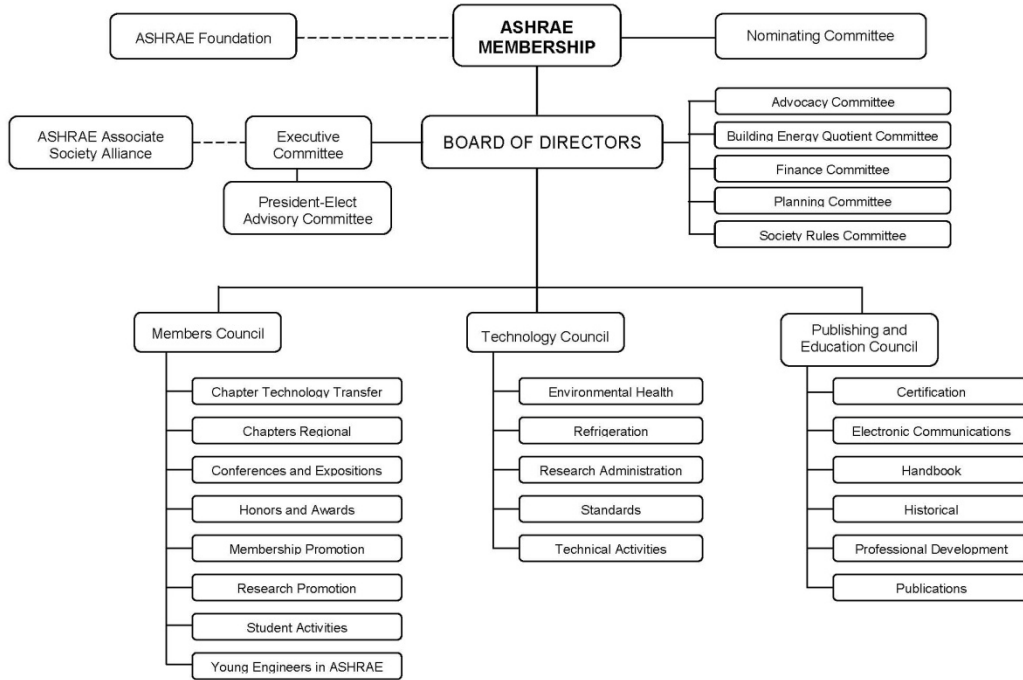 ASHRAE Foundation
ASHRAE
MEMBERSHIP
Nominating Committee
ASHRAE Associate
Society Alliance
Executive
Committee
BOARD OF DIRECTORS
President-Elect
Advisory Committee
Advocacy Committee
Building Energy Quotient Committee
Finance Committee
Planning Committee
Society Rules Committee
Members Council
Chapter Technology Transfer
Chapters Regional
Conferences and Expositions
Honors and Awards
Membership Promotion
Research Promotion
Student Activities
Young Engineers in ASHRAE
Technology Council
Environmental Health
Refrigeration
Research Administration
Standards
Technical Activities
Publishing and
Education Council
Certification
Electronic Communications
Handbook
Historical
Professional Development
Publications